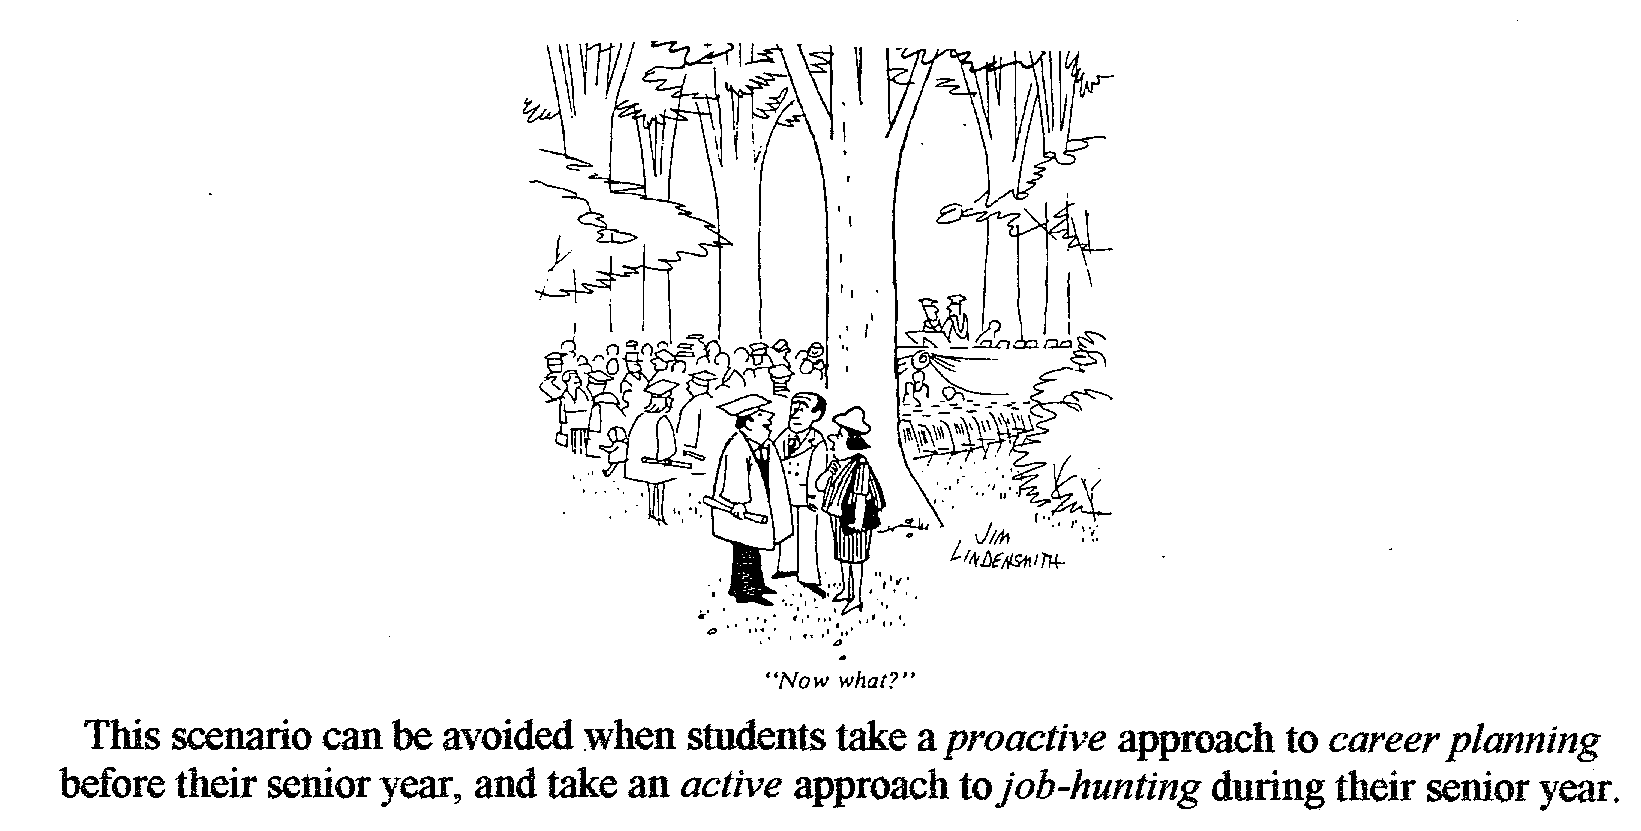 JIM
LINDENSMITH
"Now what?"
This scenario can be avoided when students take a proactive approach to career planning
before their senior year, and take an active approach to job-hunting during their senior year.